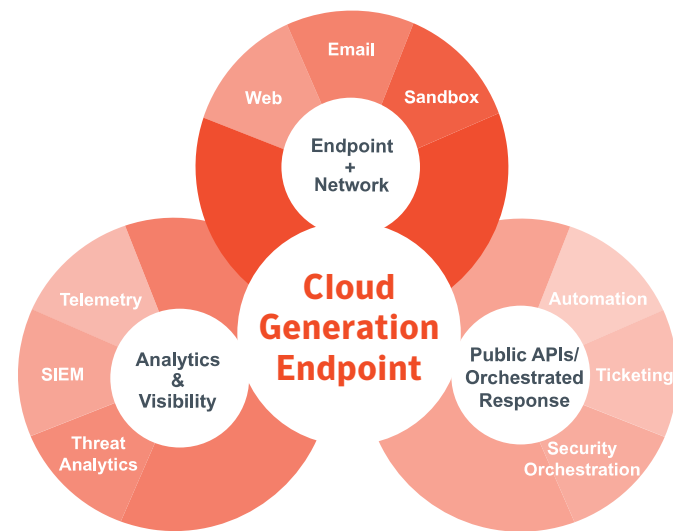 Email
Web
Sandbox
Endpoint
+
Network
Cloud
Generation
Endpoint
Telemetry
SIEM
Threat
Analytics
Analytics
&
Visibility
Public APIs/
Orchestrated
Response
Automation
Ticketing
Security
Orchestration